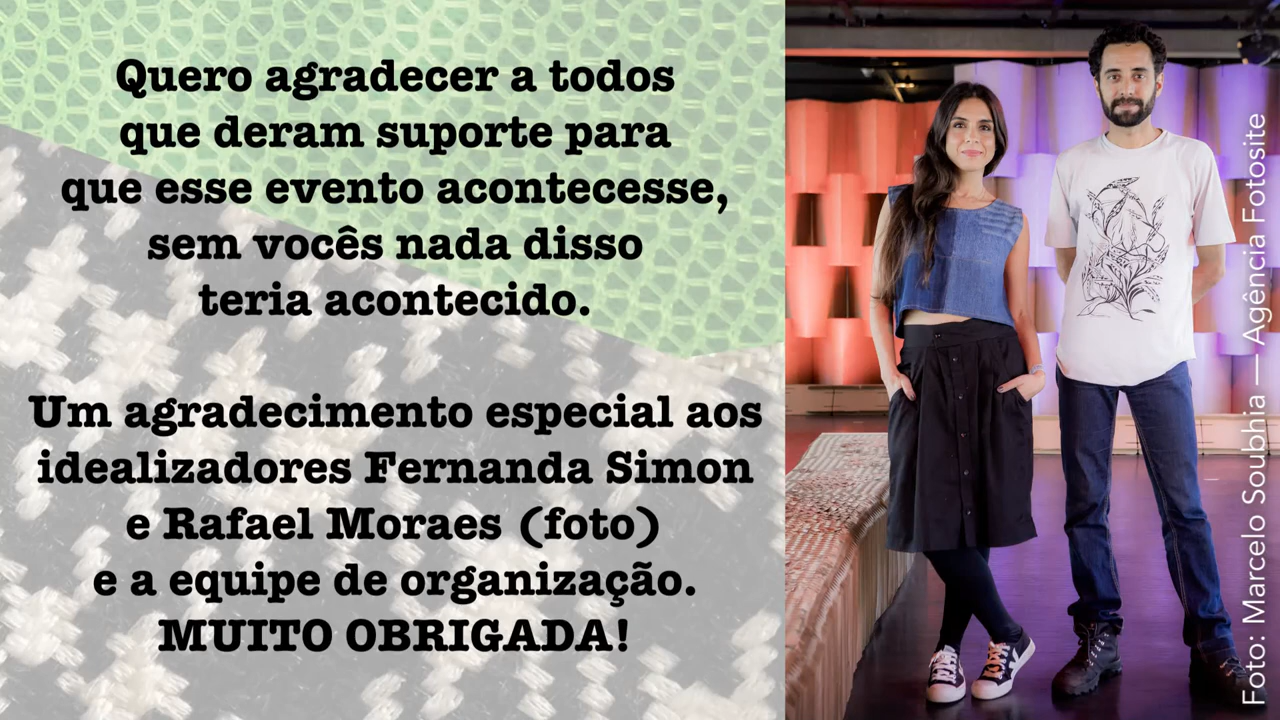 Quero agradecer a todos
que deram suporte para
que esse evento acontecesse,
sem vocês nada disso
teria acontecido.
Um agradecimento especial aos
idealizadores Fernanda Simon
e Rafael Moraes (foto)
e a equipe de organização.
MUITO OBRIGADA!
Foto: Marcelo Soubhia — Agência Fotosite